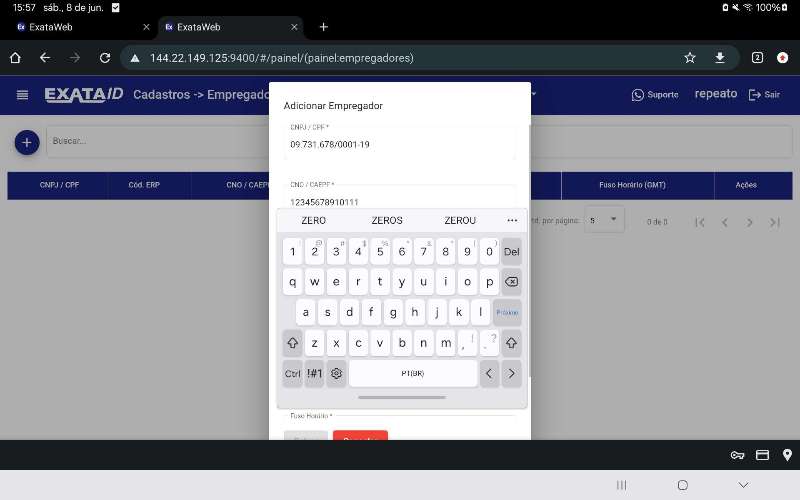 15:57 sáb., 8 de jun. 100%
Ex ExataWeb
Ex ExataWeb
144.22.149.125:9400/#/painel/(painel:empregadores)
2
EXATAID Cadastros -> Empregado
Suporte
repeato
Sair
Adicionar Empregador
CNPJ / CPF *
09.731.678/0001-19
CNO / CAEPF *
12345678910111
Buscar...
CNPJ / CPF
Cód. ERP
CNO / CAEPF
Fuso Horário (GMT)
Ações
por página: 5
0 de 0
ZERO ZEROS ZEROU ...
1 2 3 4 5 6 7 8 9 0 Del
q w e r t y u i o p
a s d f g h j k l Próximo
z x c v b n m , ! . ?
Ctrl !#1 PT(BR) < >
Fuso Horário *